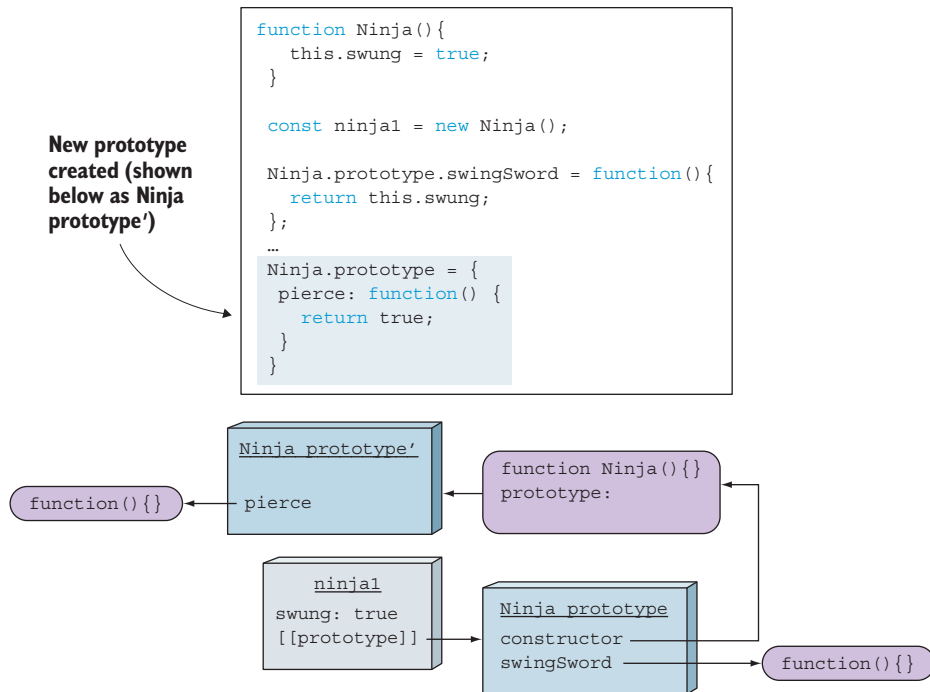 function Ninja(){
this.swung = true;
}
const ninja1 = new Ninja();
Ninja.prototype.swingSword = function(){
return this.swung;
};
…
Ninja.prototype = {
pierce: function() {
return true;
}
}
New prototype
created (shown
below as Ninja
prototype′)
Ninja prototype′
pierce
function(){}
function Ninja(){}
prototype:
ninja1
swung: true
[[prototype]]
Ninja prototype
constructor
swingSword
function(){}